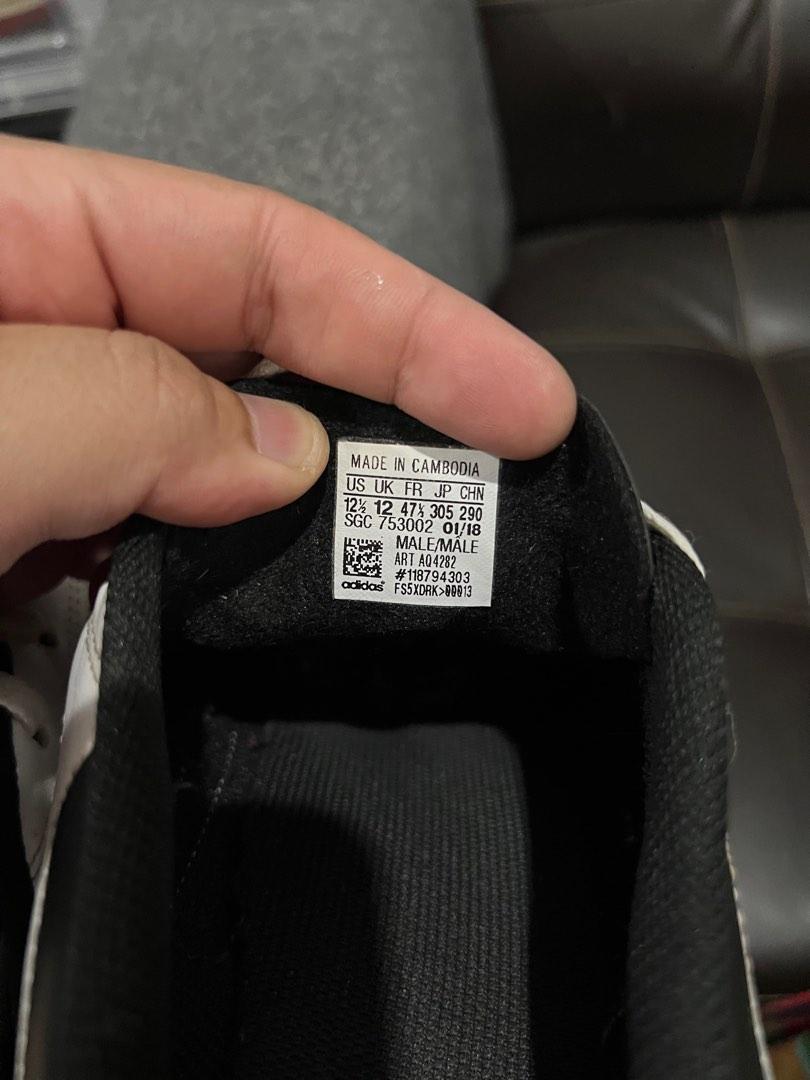 MADE IN CAMBODIA
US UK FR JP CHN
12½ 12 47⅓ 305 290
SGC 753002 01/18
MALE/MÂLE
ART AQ4282
#118794303
adidas FS5XDRK>00013